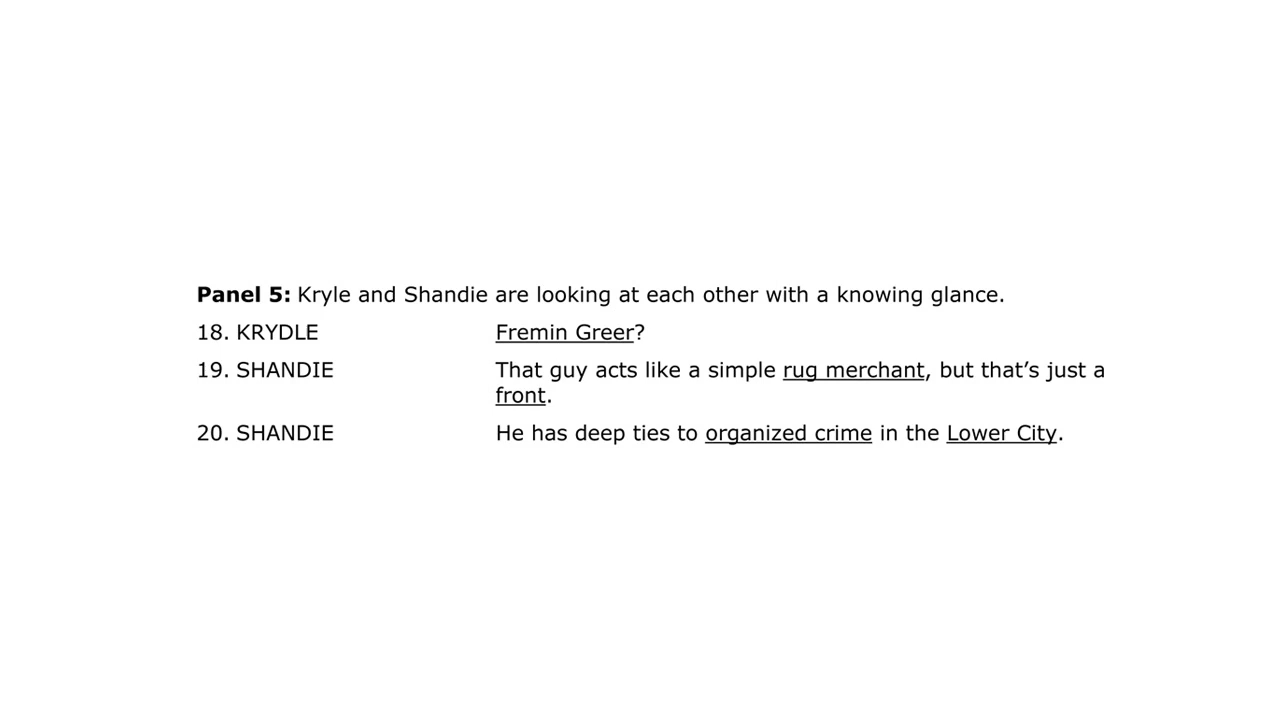 Panel 5: Kryle and Shandie are looking at each other with a knowing glance.
18. KRYDLE Fremin Greer?
19. SHANDIE That guy acts like a simple rug merchant, but that’s just a
front.
20. SHANDIE He has deep ties to organized crime in the Lower City.